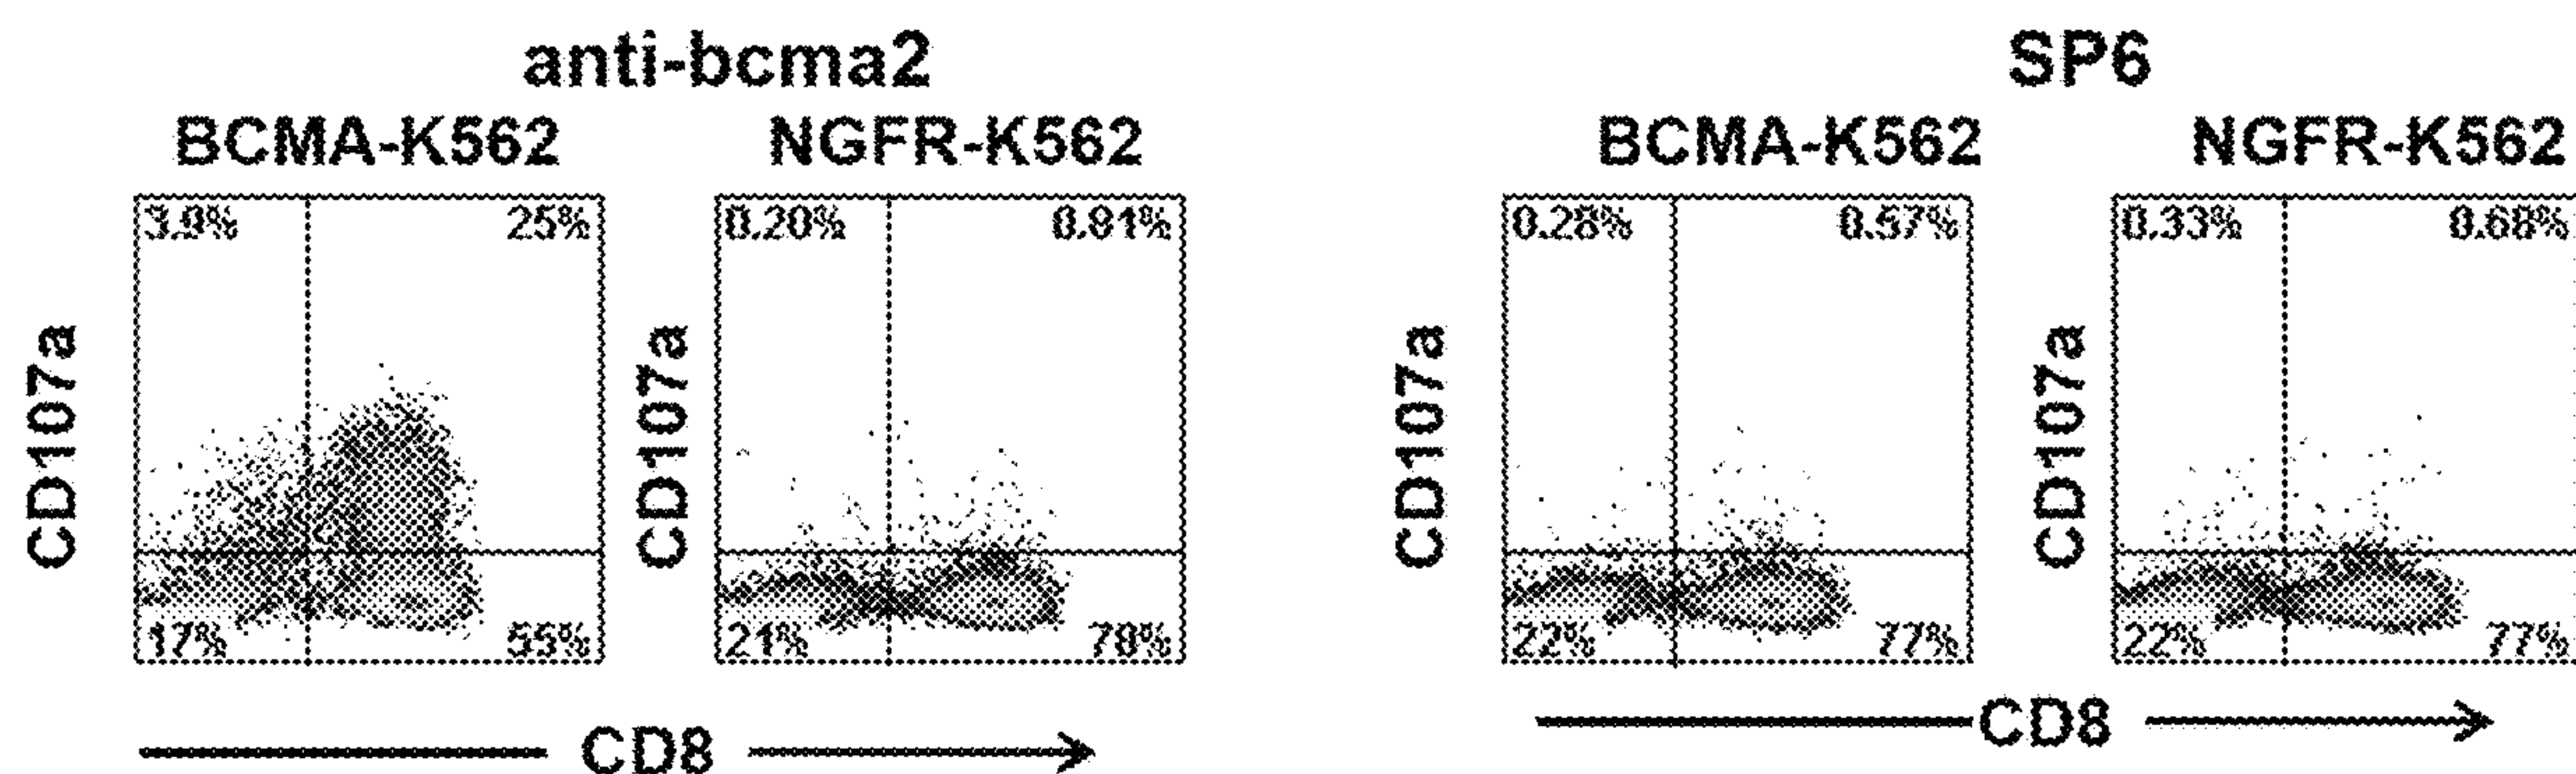 anti-bcma2 SP6
BCMA-K562 NGFR-K562 BCMA-K562 NGFR-K562
3.9% 25% 0.20% 0.81% 0.28% 0.57% 0.33% 0.68%
CD107a CD107a CD107a CD107a
17% 55% 21% 78% 22% 77% 22% 77%
CD8 CD8